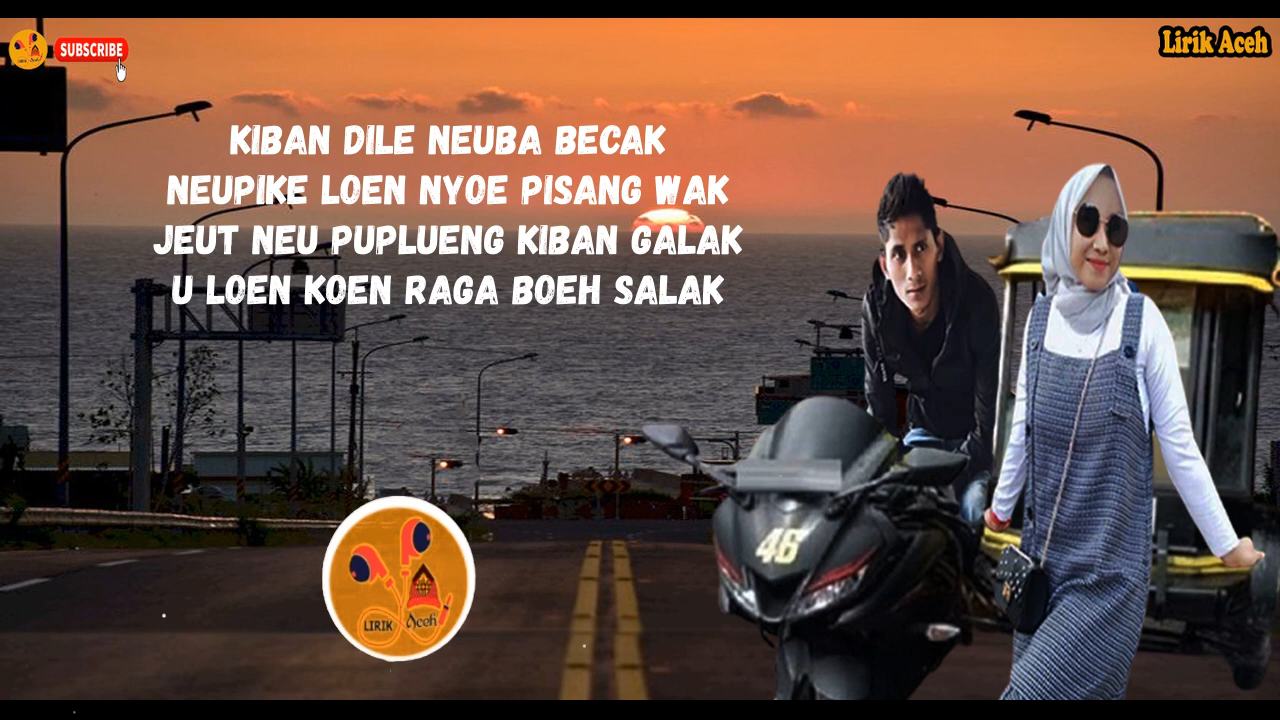 SUBSCRIBE
Lirik Aceh
KIBAN DILE NEUBA BECAK
NEUPIKE LOEN NYOE PISANG WAK
JEUT NEU PUPLUENG KIBAN GALAK
U LOEN KOEN RAGA BOEH SALAK
46
LIRIK Aceh